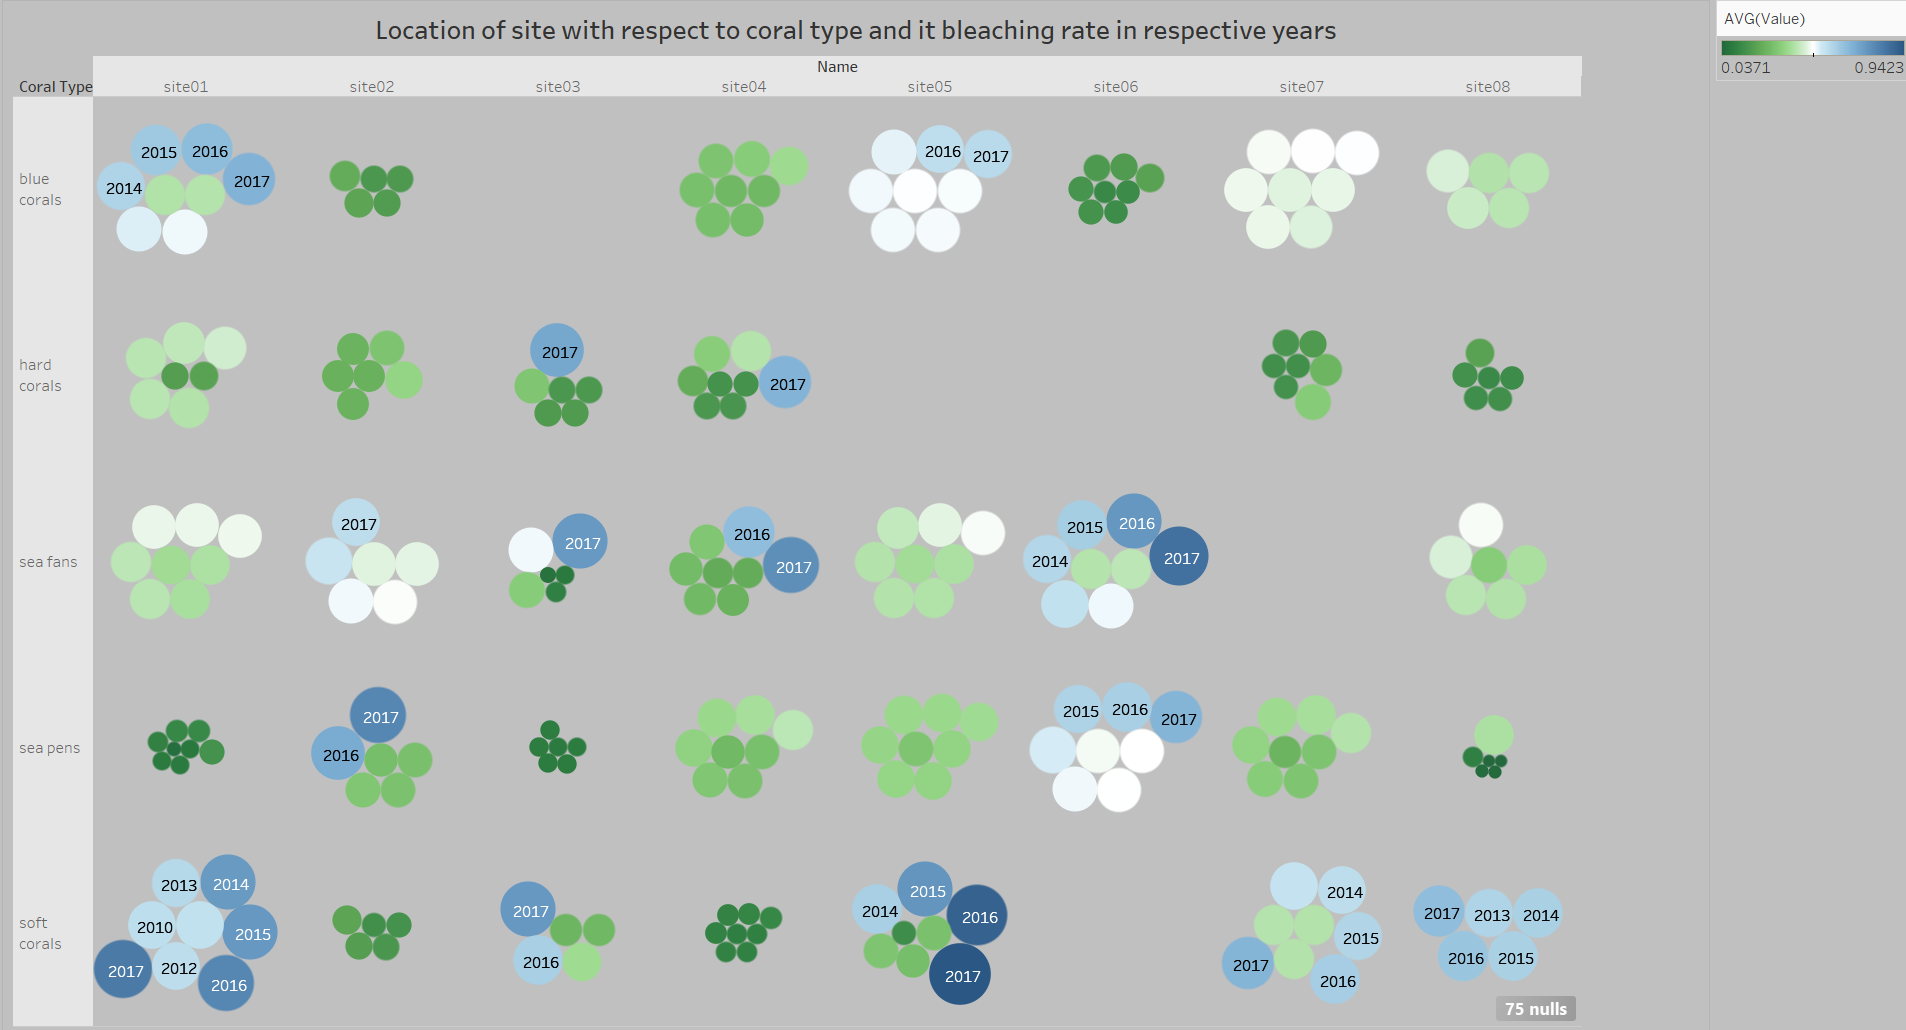 Location of site with respect to coral type and it bleaching rate in respective years
AVG(Value)
0.0371 0.9423
Name
Coral Type site01 site02 site03 site04 site05 site06 site07 site08
blue corals
2015 2016 2014 2017
2016 2017
hard corals
2017
2017
sea fans
2017
2017
2016 2017
2015 2016 2014 2017
sea pens
2017 2016
2015 2016 2017
soft corals
2013 2014 2010 2015 2017 2012 2016
2017 2016
2015 2014 2016 2017
2014 2015 2017 2016
2017 2013 2014 2016 2015
75 nulls